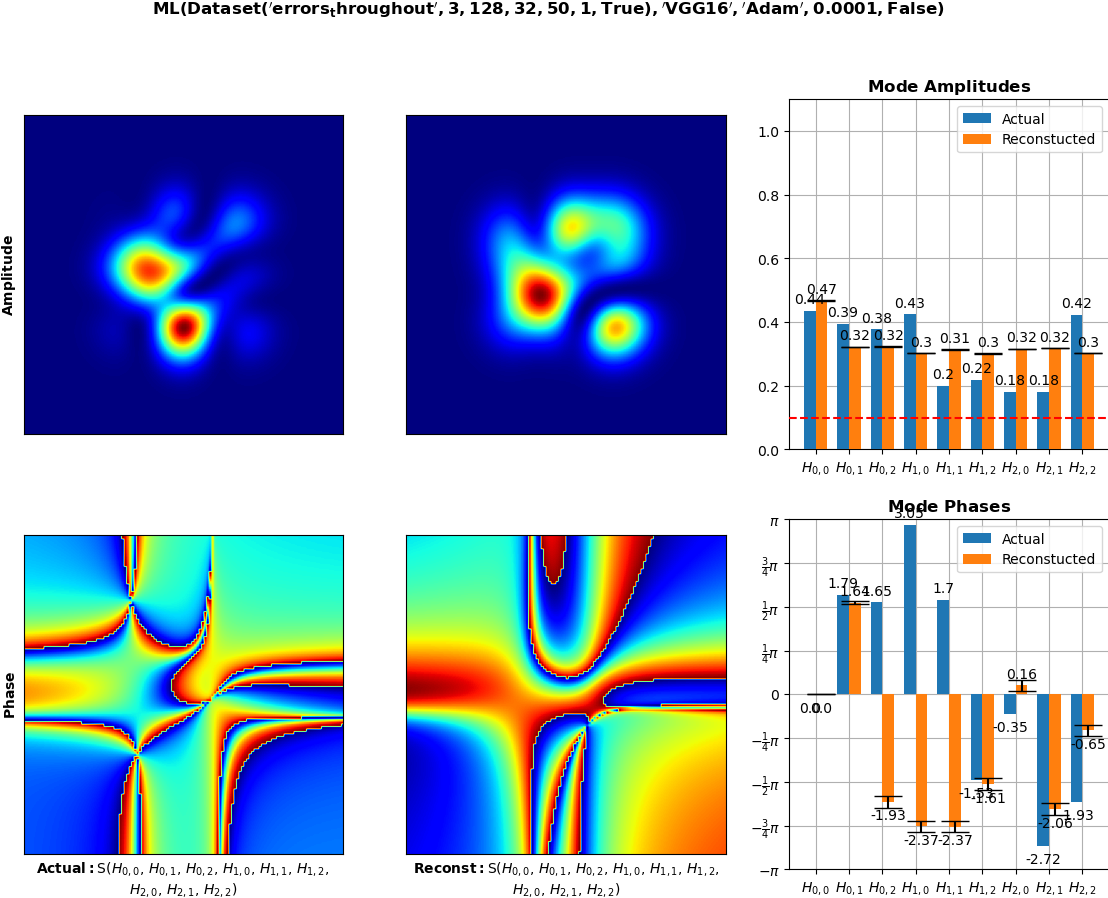 ML(Dataset('errors_throughout', 3, 128, 32, 50, 1, True), 'VGG16', 'Adam', 0.0001, False)
Amplitude
Mode Amplitudes
Actual
Reconstucted
1.0
0.8
0.6
0.4
0.2
0.0
0.44 0.47
0.39 0.32
0.38 0.32
0.43 0.3
0.2 0.31
0.22 0.3
0.18 0.32
0.18 0.32
0.42 0.3
H0,0 H0,1 H0,2 H1,0 H1,1 H1,2 H2,0 H2,1 H2,2
Phase
Actual: S(H0,0, H0,1, H0,2, H1,0, H1,1, H1,2,
H2,0, H2,1, H2,2)
Reconst: S(H0,0, H0,1, H0,2, H1,0, H1,1, H1,2,
H2,0, H2,1, H2,2)
Mode Phases
Actual
Reconstucted
π
3/4π
1/2π
1/4π
0
−1/4π
−1/2π
−3/4π
−π
0.0 0.0
1.79 1.64
1.65 -1.93
3.05 -2.37
1.7 -2.37
-1.53 -1.61
-0.35 0.16
-2.72 -2.06
-1.93 -0.65
H0,0 H0,1 H0,2 H1,0 H1,1 H1,2 H2,0 H2,1 H2,2